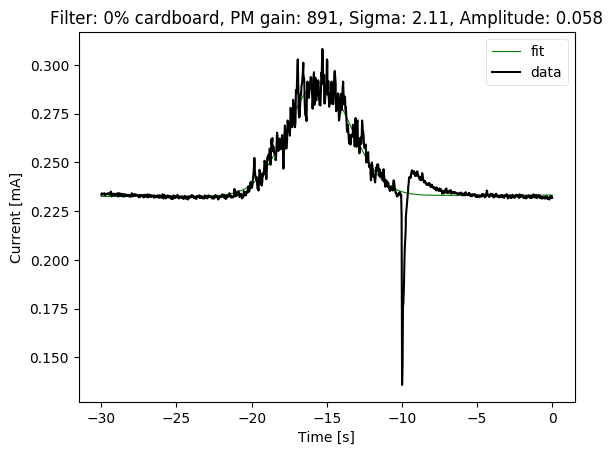 Filter: 0% cardboard, PM gain: 891, Sigma: 2.11, Amplitude: 0.058
fit
data
0.300
0.275
0.250
0.225
0.200
0.175
0.150
Current [mA]
−30 −25 −20 −15 −10 −5 0
Time [s]